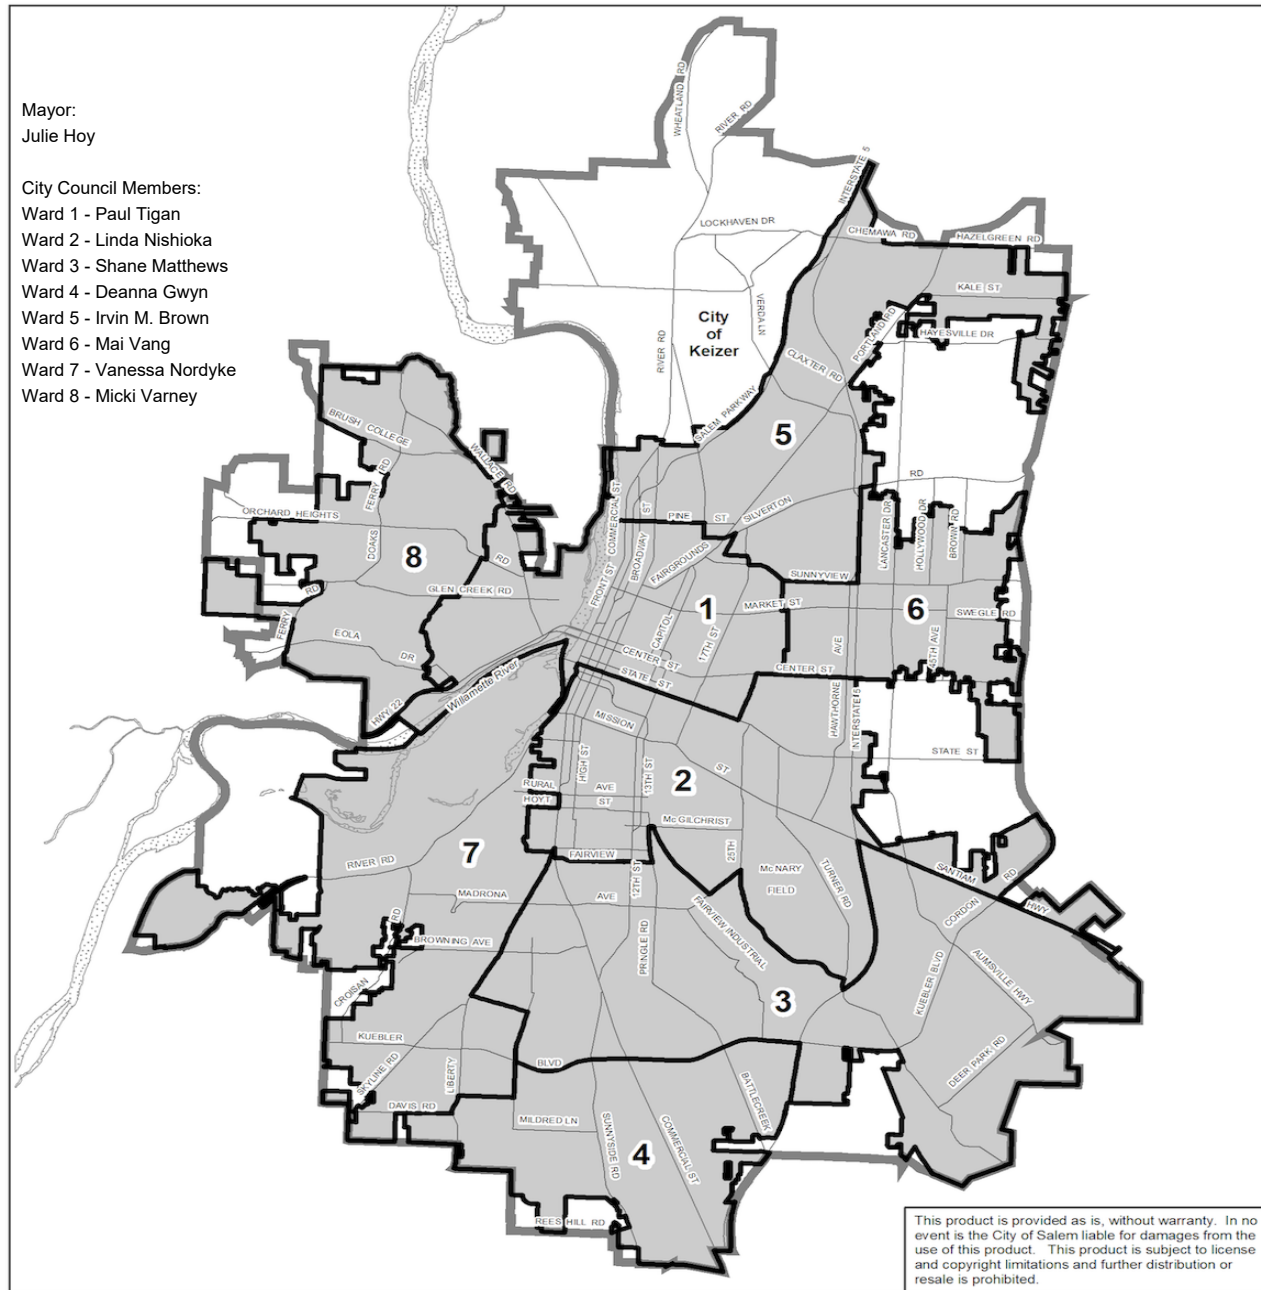 Mayor:
Julie Hoy
City Council Members:
Ward 1 - Paul Tigan
Ward 2 - Linda Nishioka
Ward 3 - Shane Matthews
Ward 4 - Deanna Gwyn
Ward 5 - Irvin M. Brown
Ward 6 - Mai Vang
Ward 7 - Vanessa Nordyke
Ward 8 - Micki Varney
WHEATLAND RD
RIVER RD
INTERSTATE 5
LOCKHAVEN DR
CHEMAWA RD
HAZELGREEN RD
KALE ST
City
of
Keizer
VERDA LN
RIVER RD
PORTLAND RD
HAYESVILLE DR
CLAXTER RD
SALEM PARKWAY
5
BRUSH COLLEGE
RD
WALLACE RD
FERRY
DOAKS
ORCHARD HEIGHTS
RD
8
GLEN CREEK RD
RD
FERRY
EOLA
DR
HWY 22
Willamette River
COMMERCIAL ST
FRONT ST
BROADWAY ST
PINE ST
SILVERTON
RD
FAIRGROUNDS
LANCASTER DR
HOLLYWOOD DR
BROWN RD
SUNNYVIEW
1
MARKET ST
6
SWEGLE RD
CAPITOL
17TH ST
CENTER ST
STATE ST
CENTER ST
AVE
HAWTHORNE
INTERSTATE 5
45TH AVE
STATE ST
MISSION
ST
HIGH ST
13TH ST
2
RURAL AVE
HOYT ST
McGILCHRIST
25TH
FAIRVIEW
McNARY
FIELD
TURNER RD
7
RIVER RD
MADRONA
AVE
12TH ST
SANTIAM
HWY
CORDON
RD
BROWNING AVE
RD
CROISAN
PRINGLE RD
FAIRVIEW INDUSTRIAL
3
KUEBLER BLVD
AUMSVILLE HWY
DEER PARK RD
KUEBLER
BLVD
SKYLINE RD
LIBERTY
DAVIS RD
MILDRED LN
SUNNYSIDE RD
COMMERCIAL ST
BATTLECREEK
4
REES HILL RD
This product is provided as is, without warranty. In no
event is the City of Salem liable for damages from the
use of this product. This product is subject to license
and copyright limitations and further distribution or
resale is prohibited.